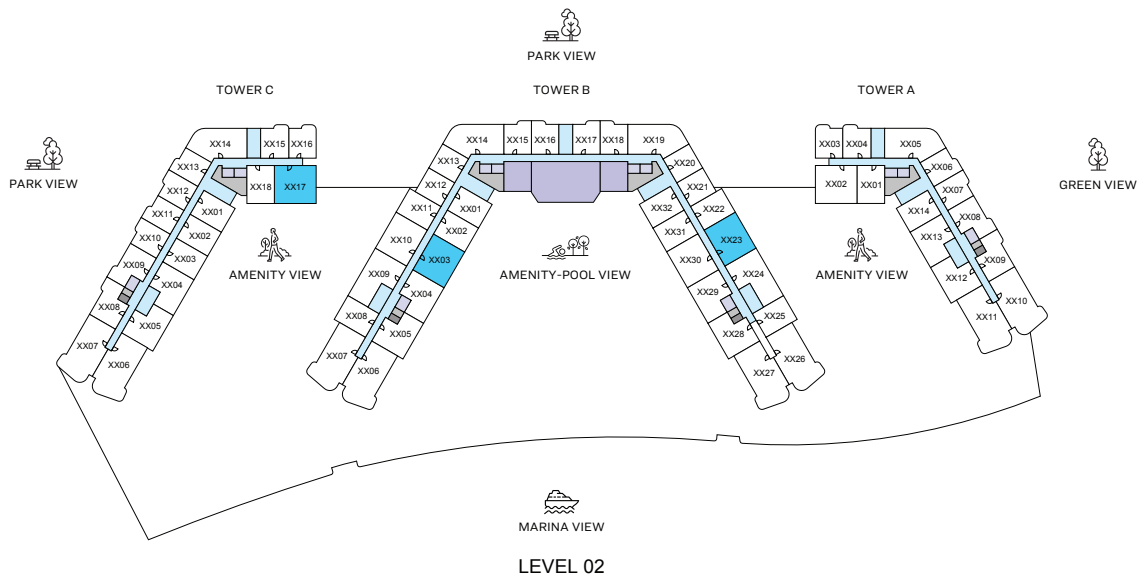 PARK VIEW
TOWER C
TOWER B
TOWER A
PARK VIEW
GREEN VIEW
XX14
XX15
XX16
XX13
XX12
XX11
XX10
XX09
XX08
XX07
XX06
XX05
XX04
XX03
XX02
XX01
XX18
XX17
AMENITY VIEW
XX14
XX15
XX16
XX17
XX18
XX19
XX13
XX12
XX11
XX10
XX09
XX08
XX07
XX06
XX05
XX04
XX03
XX02
XX01
XX20
XX21
XX22
XX23
XX24
XX25
XX26
XX27
XX28
XX29
XX30
XX31
XX32
AMENITY-POOL VIEW
AMENITY VIEW
XX03
XX04
XX05
XX02
XX01
XX06
XX07
XX08
XX09
XX10
XX11
XX12
XX13
XX14
MARINA VIEW
LEVEL 02